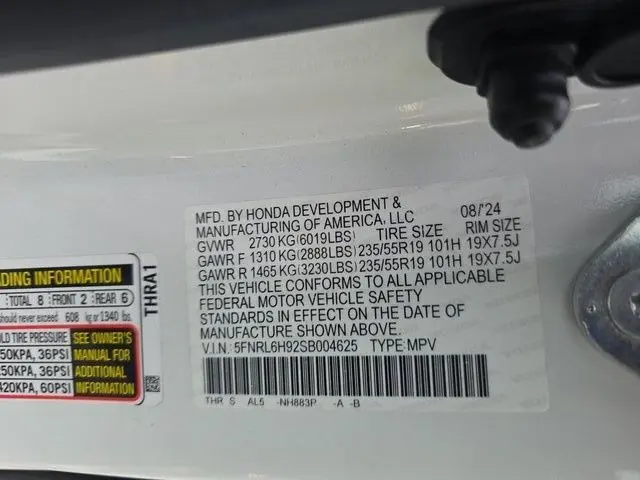 MFD. BY HONDA DEVELOPMENT &
MANUFACTURING OF AMERICA, LLC 08/'24
GVWR 2730 KG(6019LBS) TIRE SIZE RIM SIZE
GAWR F 1310 KG(2888LBS) 235/55R19 101H 19X7.5J
GAWR R 1465 KG(3230LBS) 235/55R19 101H 19X7.5J
THIS VEHICLE CONFORMS TO ALL APPLICABLE
FEDERAL MOTOR VEHICLE SAFETY
STANDARDS IN EFFECT ON THE DATE OF
MANUFACTURE SHOWN ABOVE.
V.I.N.: 5FNRL6H92SB004625 TYPE:MPV
THR S AL5 -NH883P -A -B
THRA1
DING INFORMATION
TOTAL 8 FRONT 2 REAR 6
should never exceed 608 kg or 1340 lbs.
OLD TIRE PRESSURE
50KPA, 36PSI
50KPA, 36PSI
420KPA, 60PSI
SEE OWNER'S
MANUAL FOR
ADDITIONAL
INFORMATION